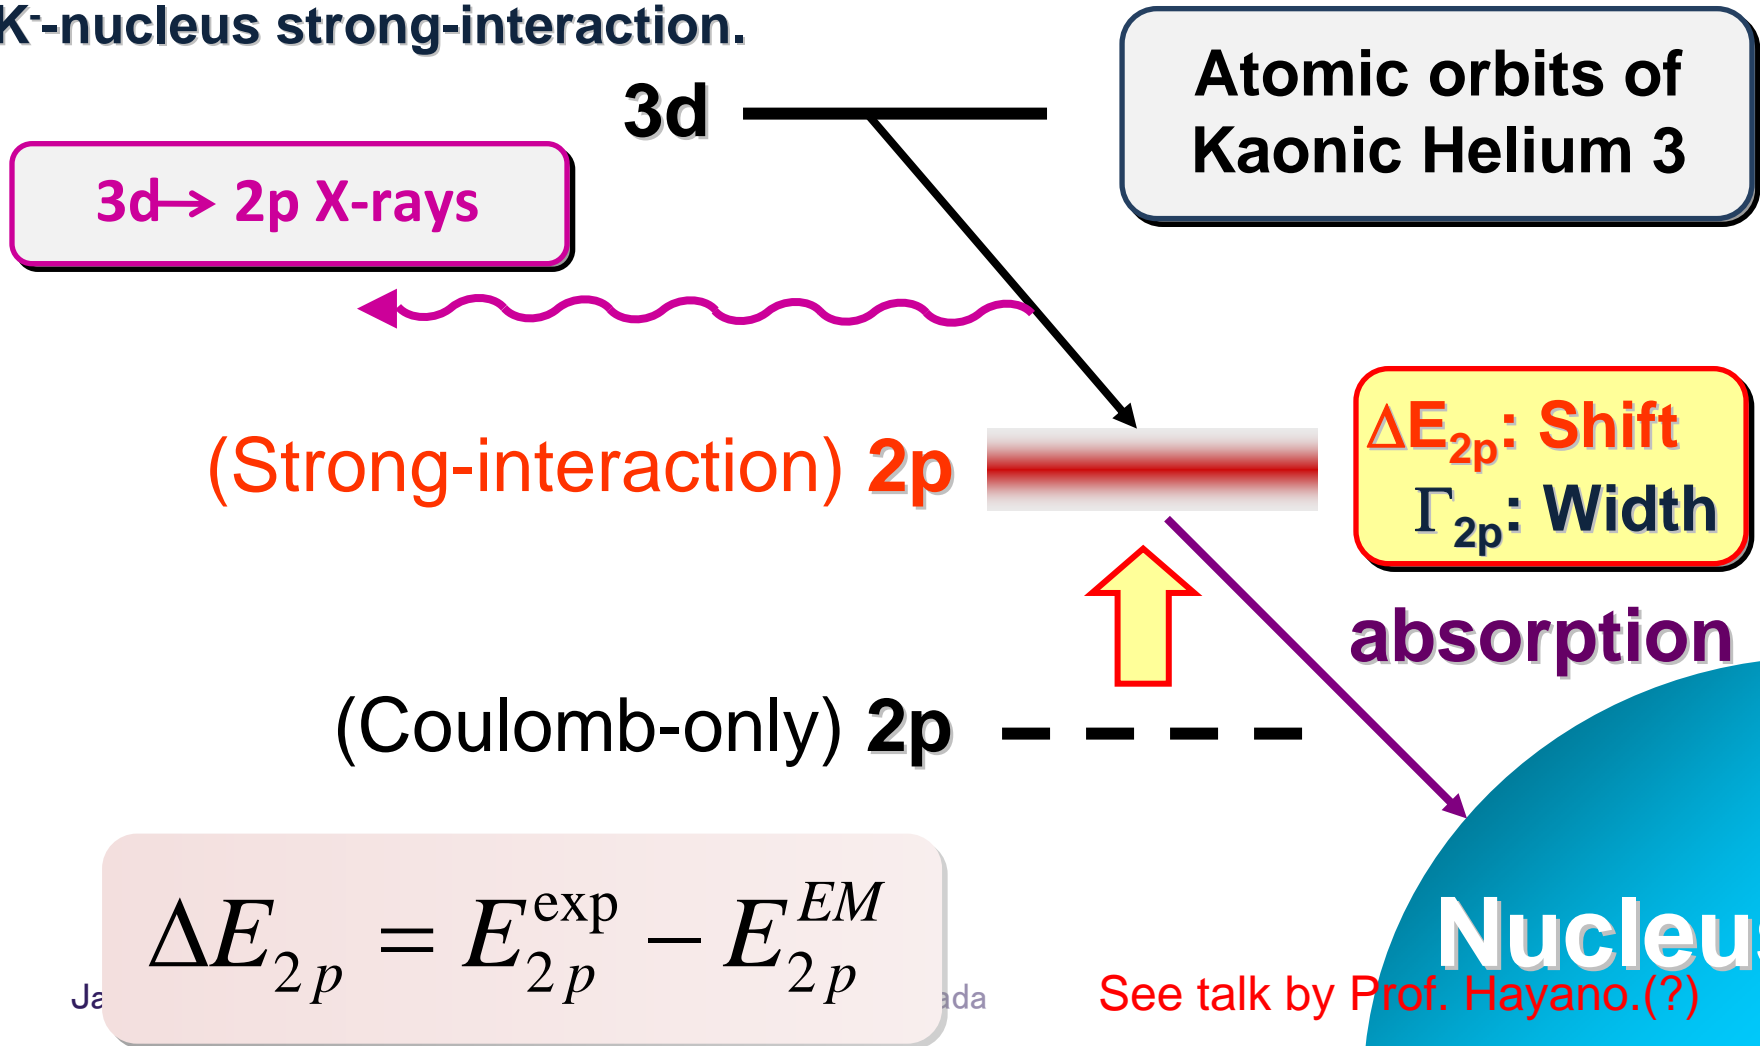 K⁻-nucleus strong-interaction.
Atomic orbits of
Kaonic Helium 3
3d
3d→ 2p X-rays
(Strong-interaction) 2p
ΔE₂ₚ: Shift
Γ₂ₚ: Width
absorption
(Coulomb-only) 2p
ΔE₂ₚ = E₂ₚ^exp − E₂ₚ^EM
Nucleus
See talk by Prof. Hayano.(?)